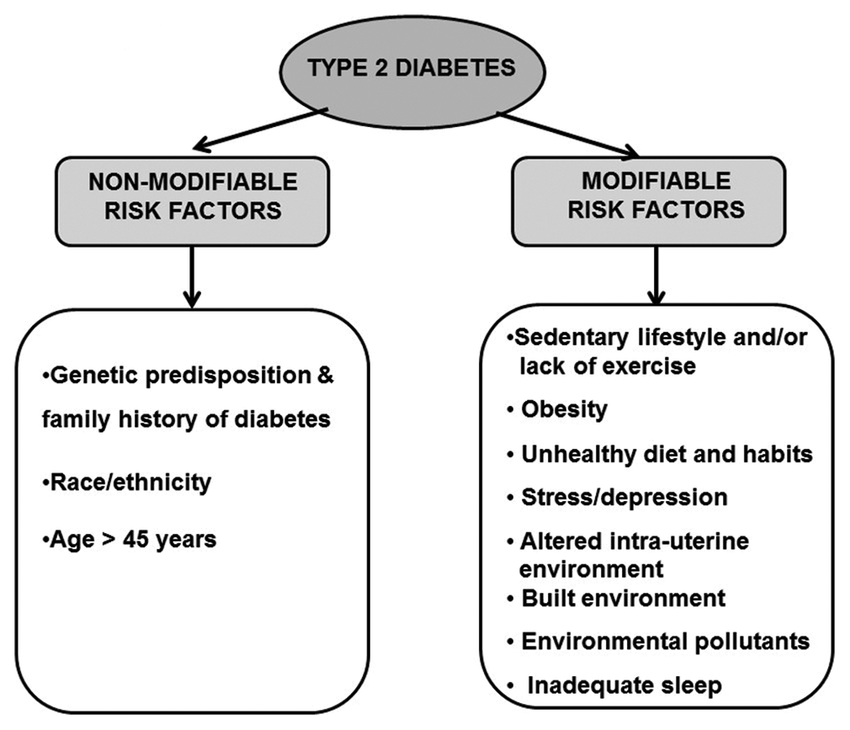 TYPE 2 DIABETES
NON-MODIFIABLE
RISK FACTORS
•Genetic predisposition &
family history of diabetes
•Race/ethnicity
•Age > 45 years
MODIFIABLE
RISK FACTORS
•Sedentary lifestyle and/or
lack of exercise
• Obesity
• Unhealthy diet and habits
• Stress/depression
• Altered intra-uterine
environment
• Built environment
• Environmental pollutants
• Inadequate sleep